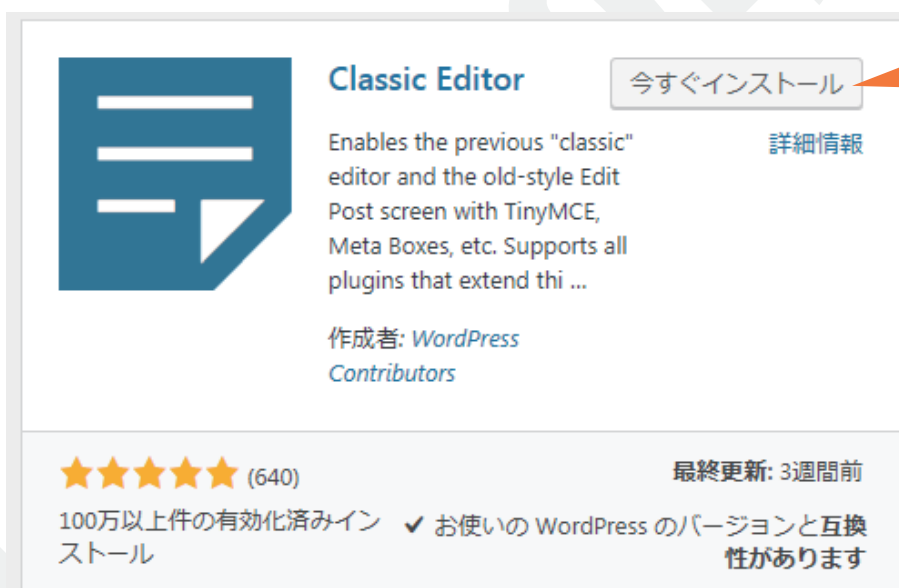 Classic Editor
今すぐインストール
詳細情報
Enables the previous "classic"
editor and the old-style Edit
Post screen with TinyMCE,
Meta Boxes, etc. Supports all
plugins that extend thi ...
作成者: WordPress
Contributors
(640)
最終更新: 3週間前
100万以上件の有効化済みイン
ストール
✔ お使いの WordPress のバージョンと互換
性があります